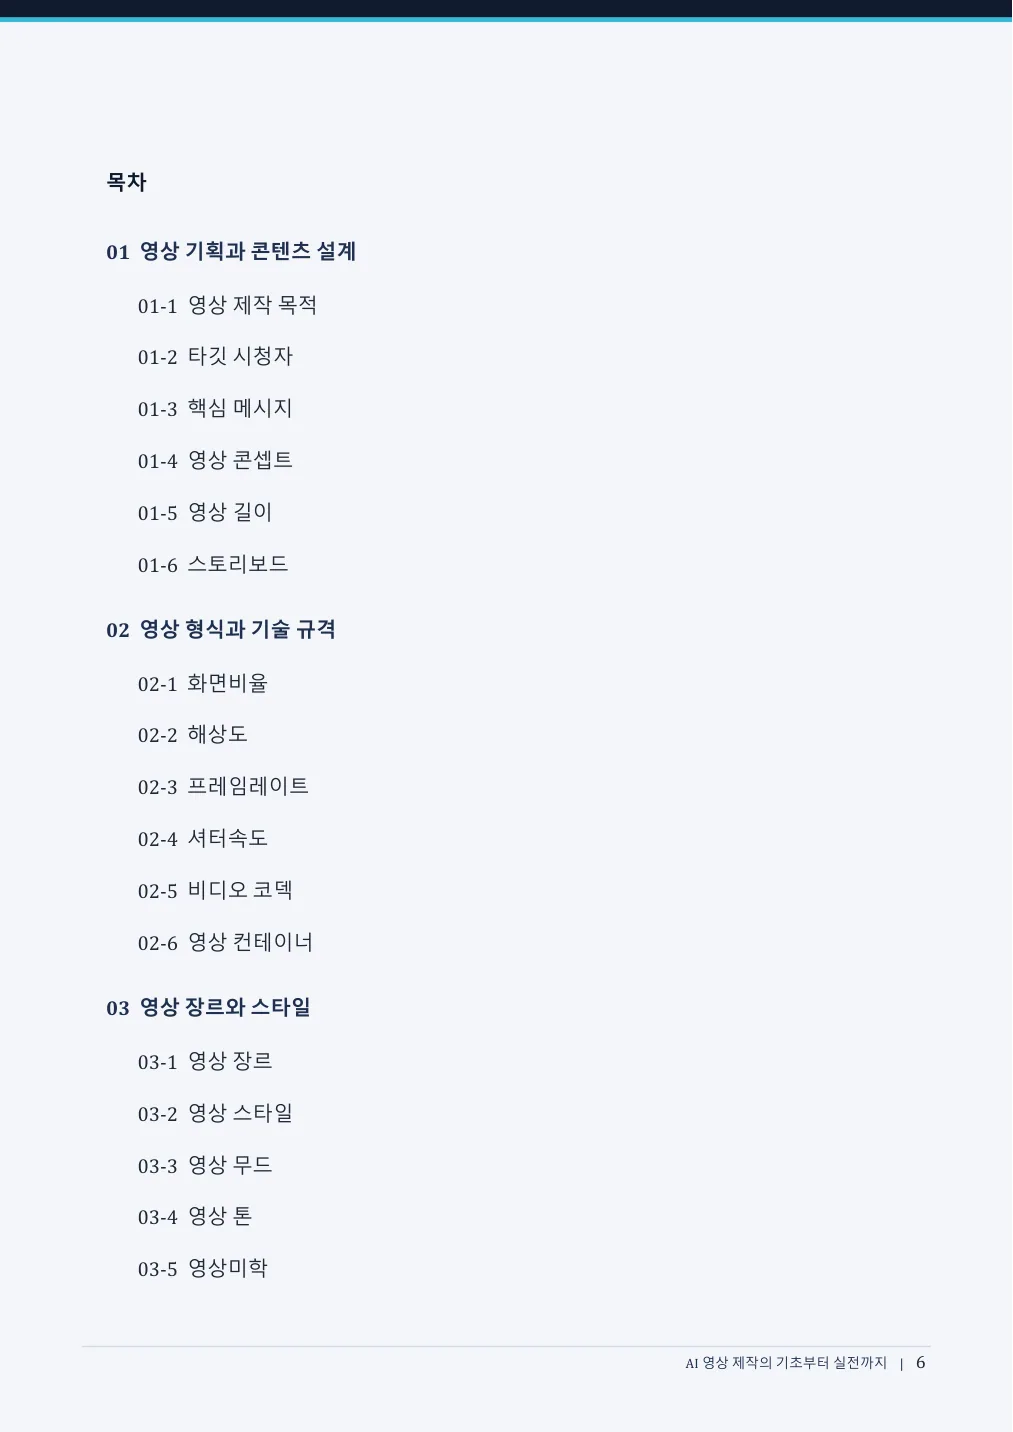 목차
01 영상 기획과 콘텐츠 설계
01-1 영상 제작 목적
01-2 타깃 시청자
01-3 핵심 메시지
01-4 영상 콘셉트
01-5 영상 길이
01-6 스토리보드
02 영상 형식과 기술 규격
02-1 화면비율
02-2 해상도
02-3 프레임레이트
02-4 셔터속도
02-5 비디오 코덱
02-6 영상 컨테이너
03 영상 장르와 스타일
03-1 영상 장르
03-2 영상 스타일
03-3 영상 무드
03-4 영상 톤
03-5 영상미학
AI 영상 제작의 기초부터 실전까지 | 6